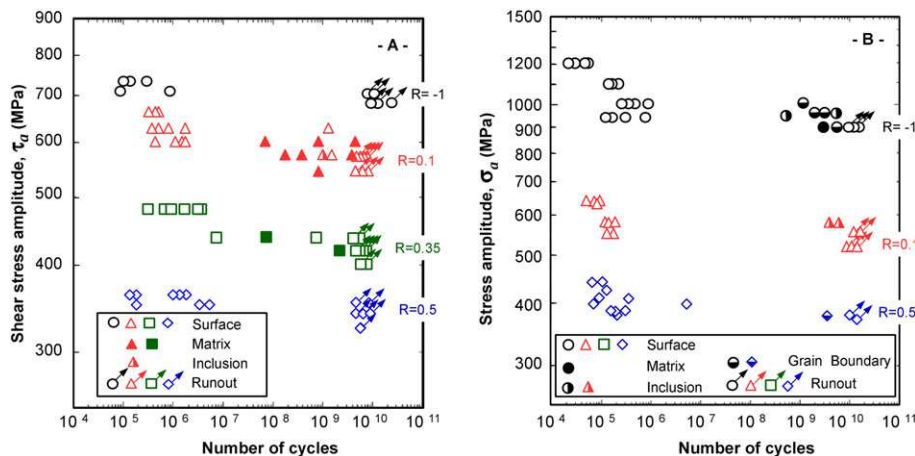 - A -
900
800
700
600
500
400
300
Shear stress amplitude, τa (MPa)
R= -1
R=0.1
R=0.35
R=0.5
Surface
Matrix
Inclusion
Runout
10^4 10^5 10^6 10^7 10^8 10^9 10^10 10^11
Number of cycles
- B -
1500
1200
1000
900
800
700
600
500
400
300
Stress amplitude, σa (MPa)
R= -1
R=0.1
R=0.5
Surface
Matrix Grain Boundary
Inclusion Runout
10^4 10^5 10^6 10^7 10^8 10^9 10^10 10^11
Number of cycles